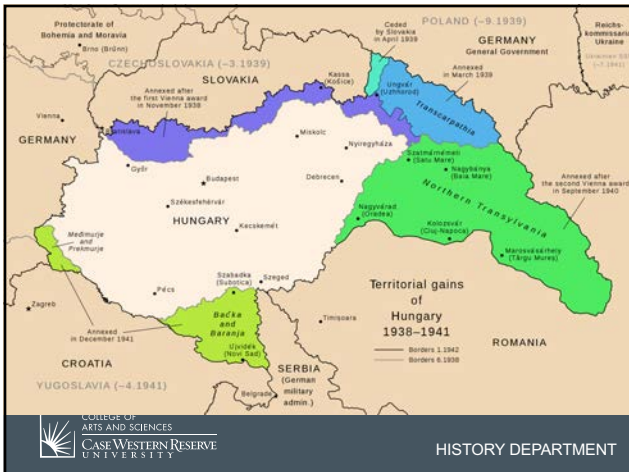 Protectorate of
Bohemia and Moravia
Brno (Brünn)
CZECHOSLOVAKIA (–3.1939)
SLOVAKIA
Ceded
by Slovakia
in April 1939
POLAND (–9.1939)
GERMANY
General Government
Reichs-
kommissariat
Ukraine
(–7.1941)
Annexed after
the first Vienna award
in November 1938
Kassa
(Košice)
Ungvár
(Uzhhorod)
Annexed
in March 1939
Transcarpathia
Vienna
Bratislava
GERMANY
Miskolc
Nyíregyháza
Szatmárnémeti
(Satu Mare)
Nagybánya
(Baia Mare)
Annexed after
the second Vienna award
in September 1940
Győr
Budapest
Debrecen
Northern Transylvania
Székesfehérvár
HUNGARY
Kecskemét
Nagyvárad
(Oradea)
Kolozsvár
(Cluj-Napoca)
Marosvásárhely
(Târgu Mureș)
Međimurje
and
Prekmurje
Pécs
Szabadka
(Subotica)
Szeged
Zagreb
Annexed
in December 1941
Bačka
and
Baranja
Ujvidék
(Novi Sad)
Timișoara
Territorial gains
of
Hungary
1938–1941
Borders 1.1942
Borders 6.1938
ROMANIA
CROATIA
YUGOSLAVIA (–4.1941)
Belgrade
SERBIA
(German
military
admin.)
COLLEGE OF
ARTS AND SCIENCES
CASE WESTERN RESERVE
UNIVERSITY
HISTORY DEPARTMENT